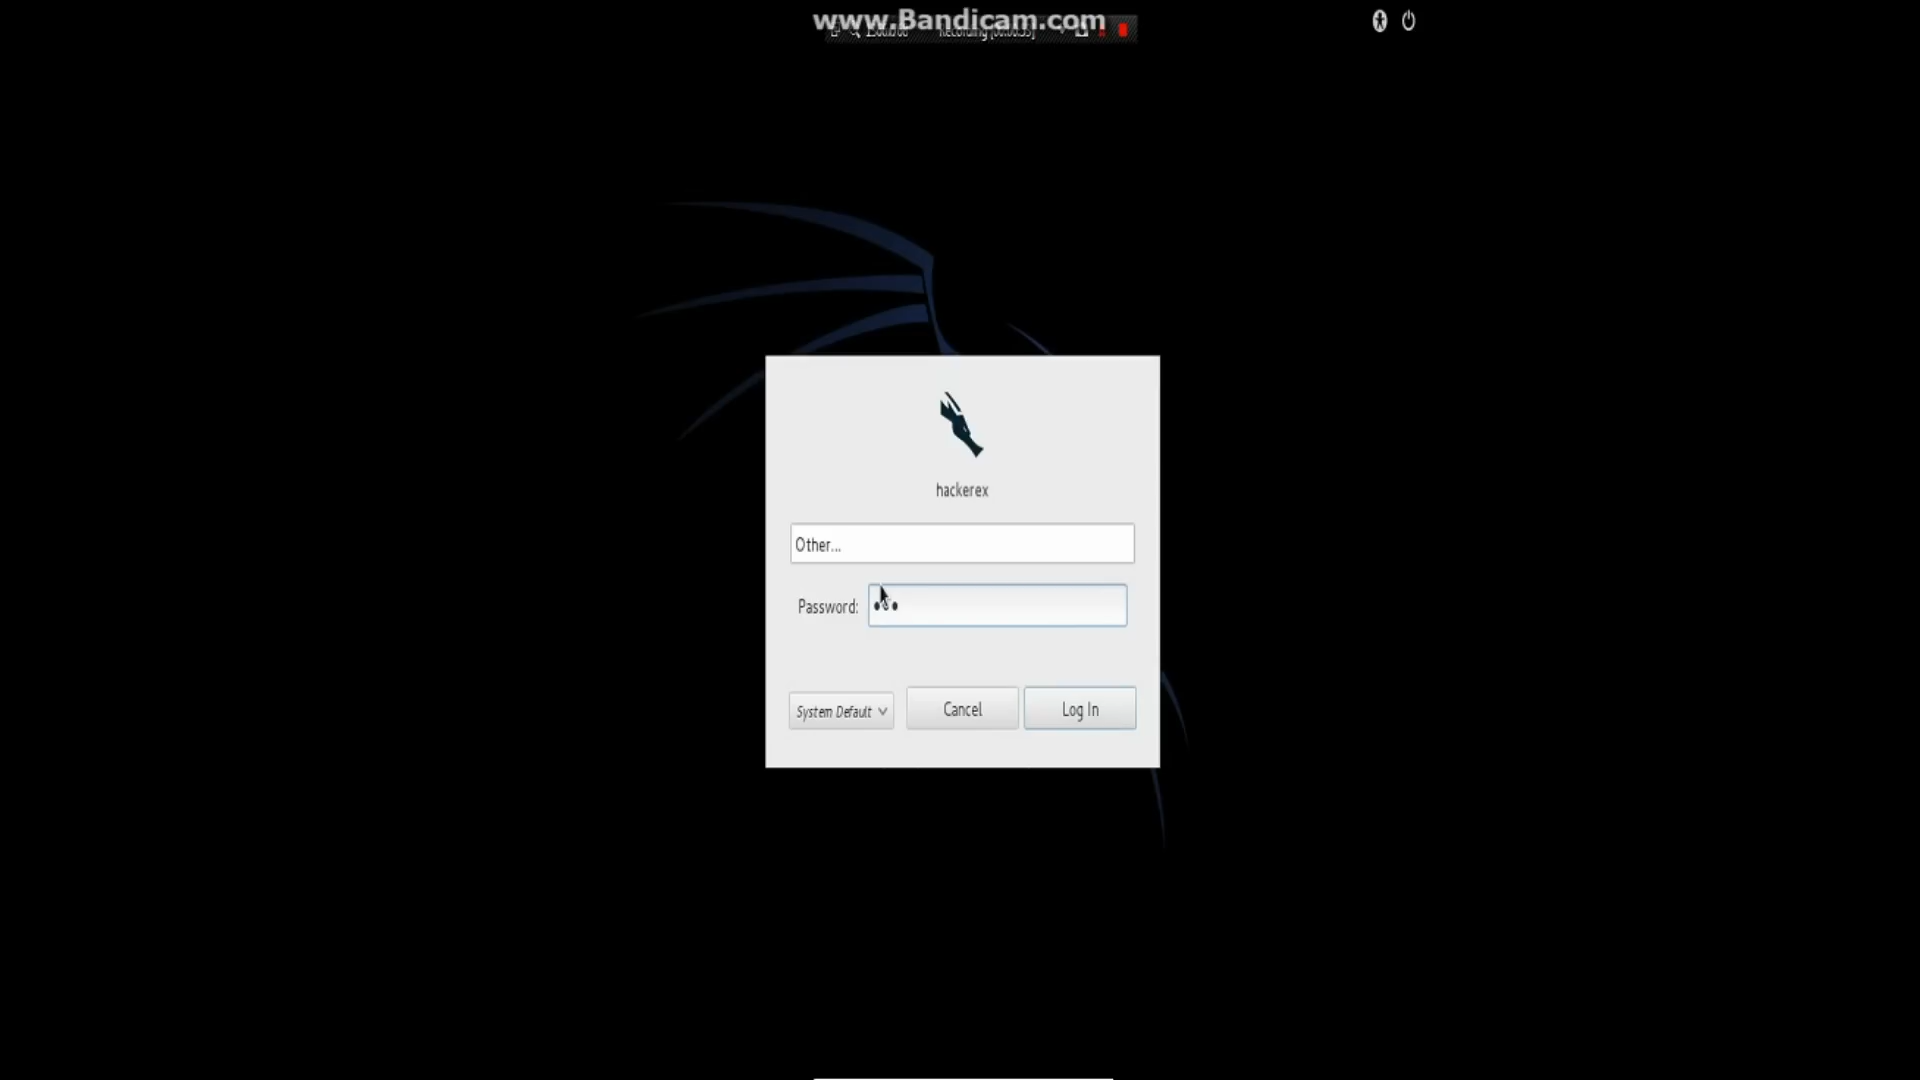 www.Bandicam.com
hackerex
Other...
Password:
System Default
Cancel
Log In